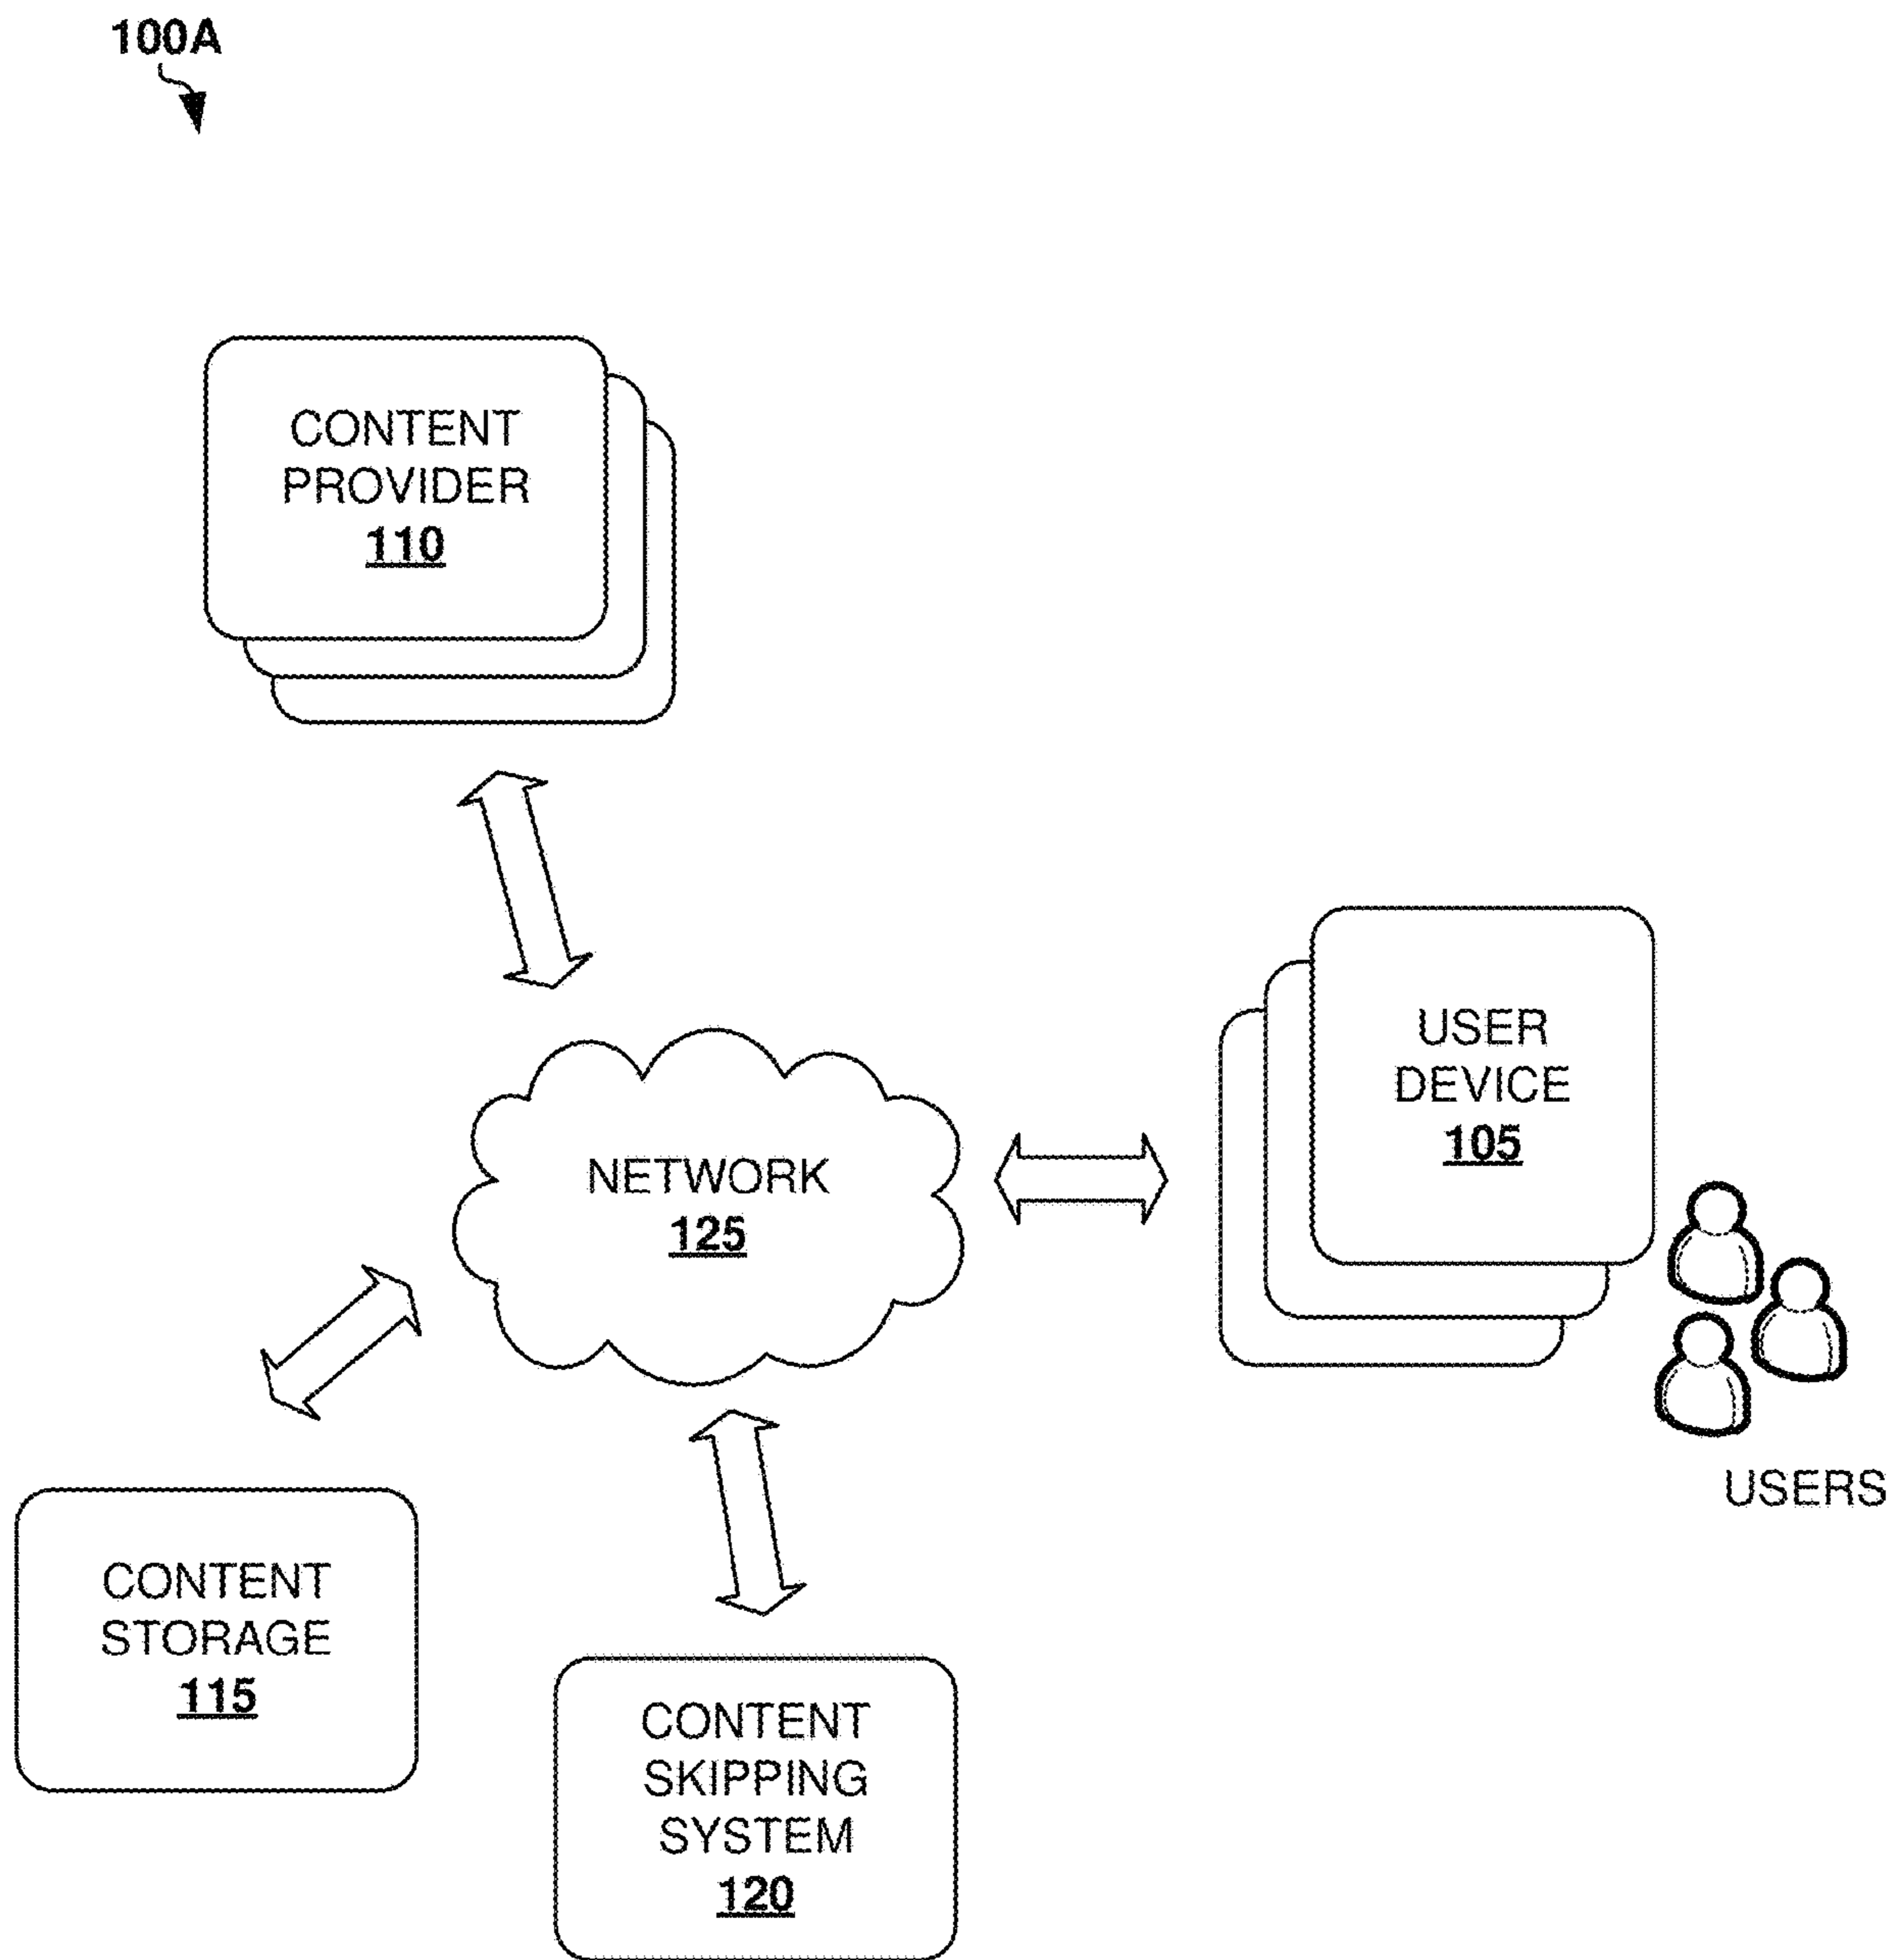 100A
CONTENT
PROVIDER
110
USER
DEVICE
105
NETWORK
125
USERS
CONTENT
STORAGE
115
CONTENT
SKIPPING
SYSTEM
120